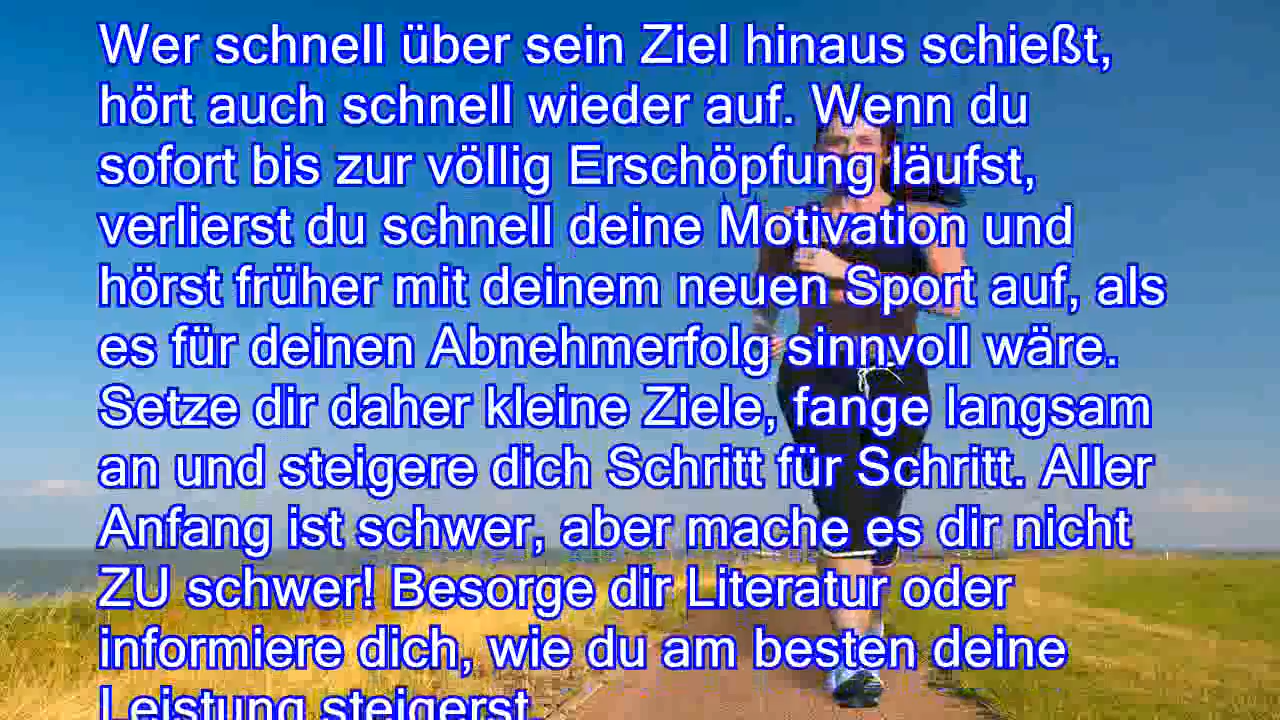 Wer schnell über sein Ziel hinaus schießt,
hört auch schnell wieder auf. Wenn du
sofort bis zur völlig Erschöpfung läufst,
verlierst du schnell deine Motivation und
hörst früher mit deinem neuen Sport auf, als
es für deinen Abnehmerfolg sinnvoll wäre.
Setze dir daher kleine Ziele, fange langsam
an und steigere dich Schritt für Schritt. Aller
Anfang ist schwer, aber mache es dir nicht
ZU schwer! Besorge dir Literatur oder
informiere dich, wie du am besten deine
Leistung steigerst.